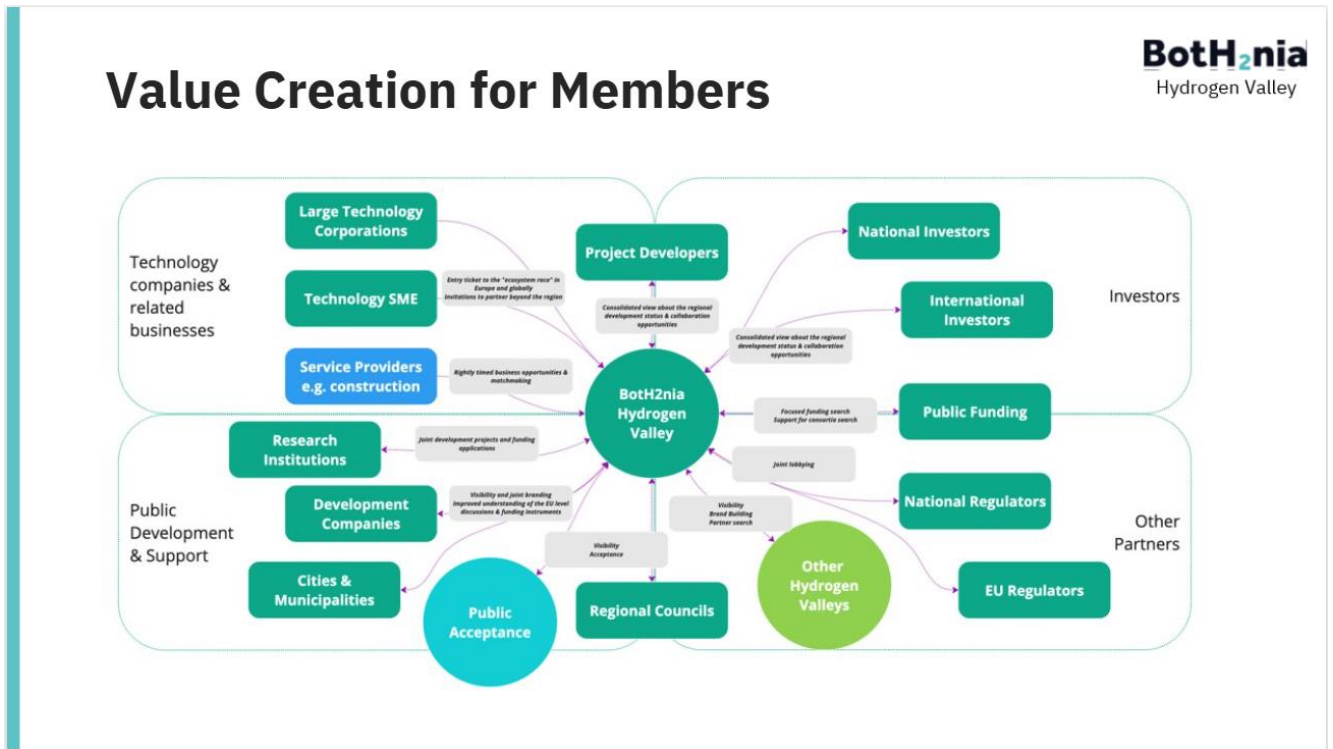 BotH₂nia
Hydrogen Valley
Value Creation for Members
Technology
companies &
related
businesses
Large Technology
Corporations
Technology SME
Service Providers
e.g. construction
Entry ticket to the "ecosystem race" in
Europe and globally
Invitations to partner beyond the region
Rightly timed business opportunities &
matchmaking
Project Developers
Consolidated view about the regional
development status & collaboration
opportunities
National Investors
International
Investors
Investors
Consolidated view about the regional
development status & collaboration
opportunities
BotH2nia
Hydrogen
Valley
Focused funding search
Support for consortie search
Public Funding
Public
Development
& Support
Research
Institutions
Joint development projects and funding
applications
Development
Companies
Visibility and joint branding
Improved understanding of the EU level
discussions & funding instruments
Cities &
Municipalities
Visibility
Acceptance
Public
Acceptance
Regional Councils
Joint lobbying
National Regulators
Visibility
Brand Building
Partner search
Other
Hydrogen
Valleys
EU Regulators
Other
Partners